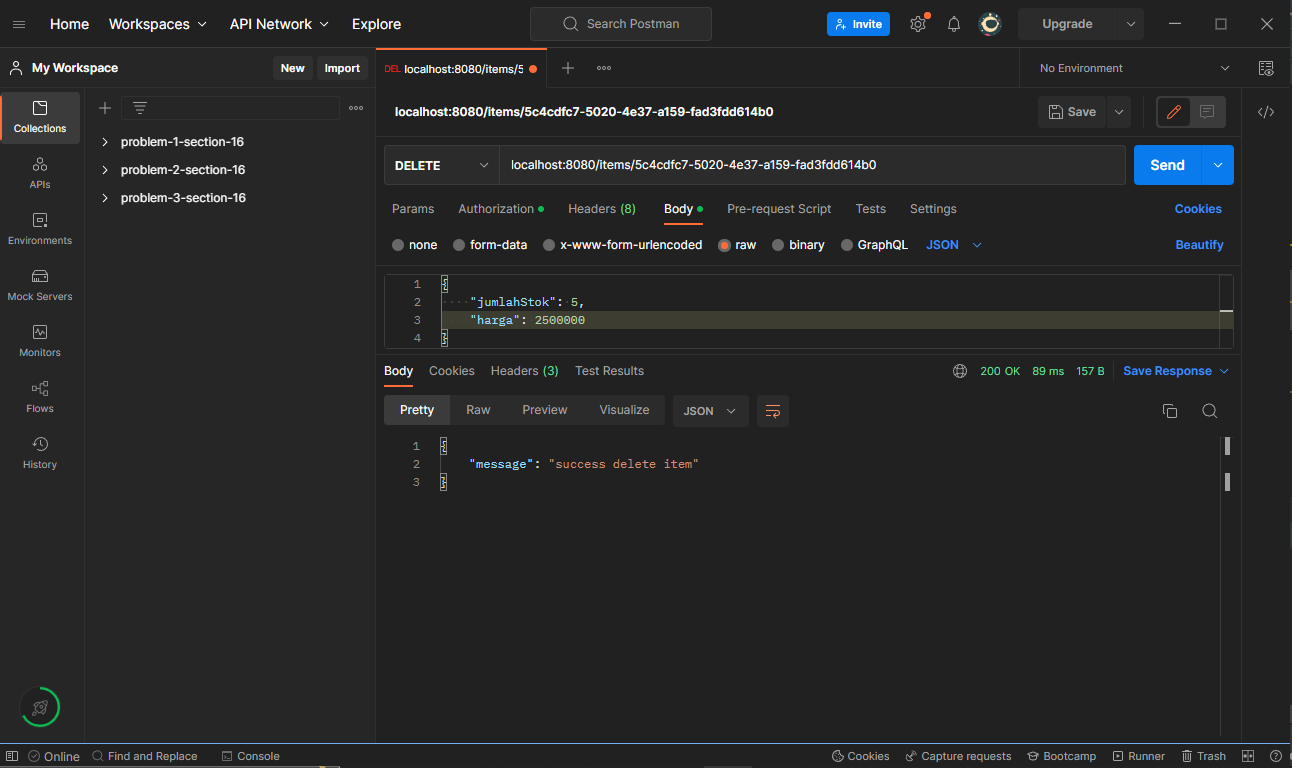 Home Workspaces API Network Explore Search Postman Invite Upgrade
My Workspace New Import DEL localhost:8080/items/5 No Environment
Collections
APIs
Environments
Mock Servers
Monitors
Flows
History
problem-1-section-16
problem-2-section-16
problem-3-section-16
localhost:8080/items/5c4cdfc7-5020-4e37-a159-fad3fdd614b0 Save
DELETE localhost:8080/items/5c4cdfc7-5020-4e37-a159-fad3fdd614b0 Send
Params Authorization Headers (8) Body Pre-request Script Tests Settings Cookies
none form-data x-www-form-urlencoded raw binary GraphQL JSON Beautify
1 {
2 "jumlahStok": 5,
3 "harga": 2500000
4 }
Body Cookies Headers (3) Test Results 200 OK 89 ms 157 B Save Response
Pretty Raw Preview Visualize JSON
1 {
2 "message": "success delete item"
3 }
Online Find and Replace Console Cookies Capture requests Bootcamp Runner Trash